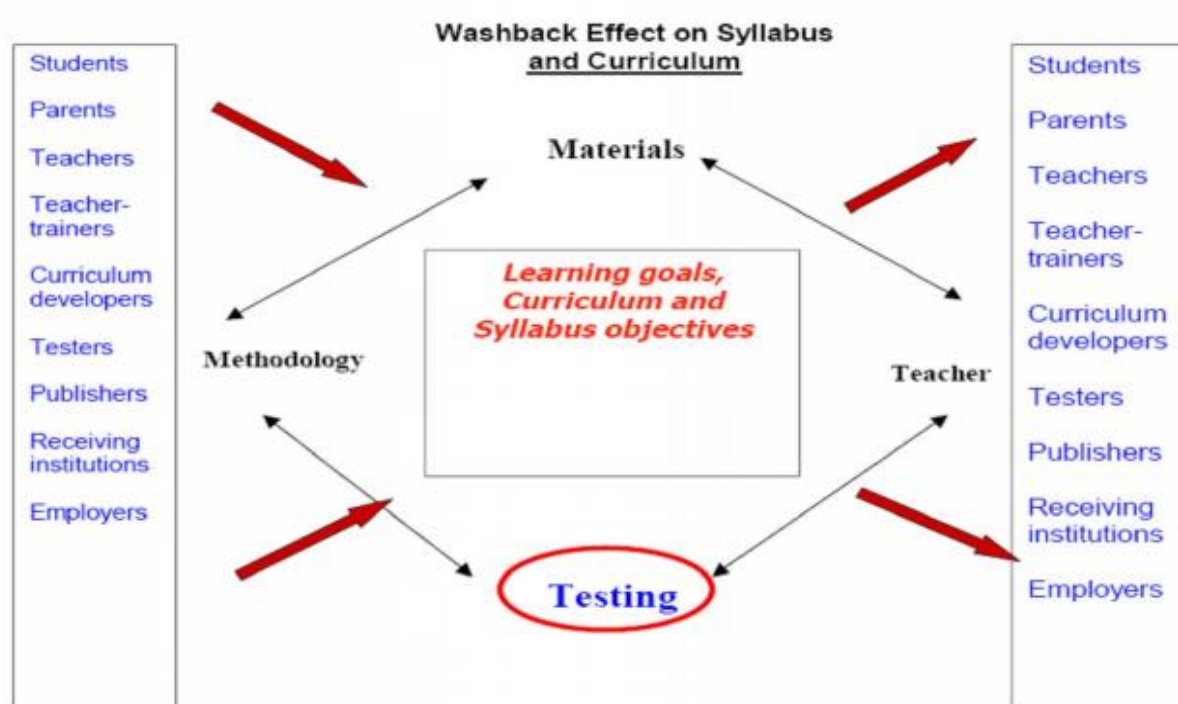 Washback Effect on Syllabus
and Curriculum
Students
Parents
Teachers
Teacher-
trainers
Curriculum
developers
Testers
Publishers
Receiving
institutions
Employers
Materials
Learning goals,
Curriculum and
Syllabus objectives
Methodology
Teacher
Testing
Students
Parents
Teachers
Teacher-
trainers
Curriculum
developers
Testers
Publishers
Receiving
institutions
Employers